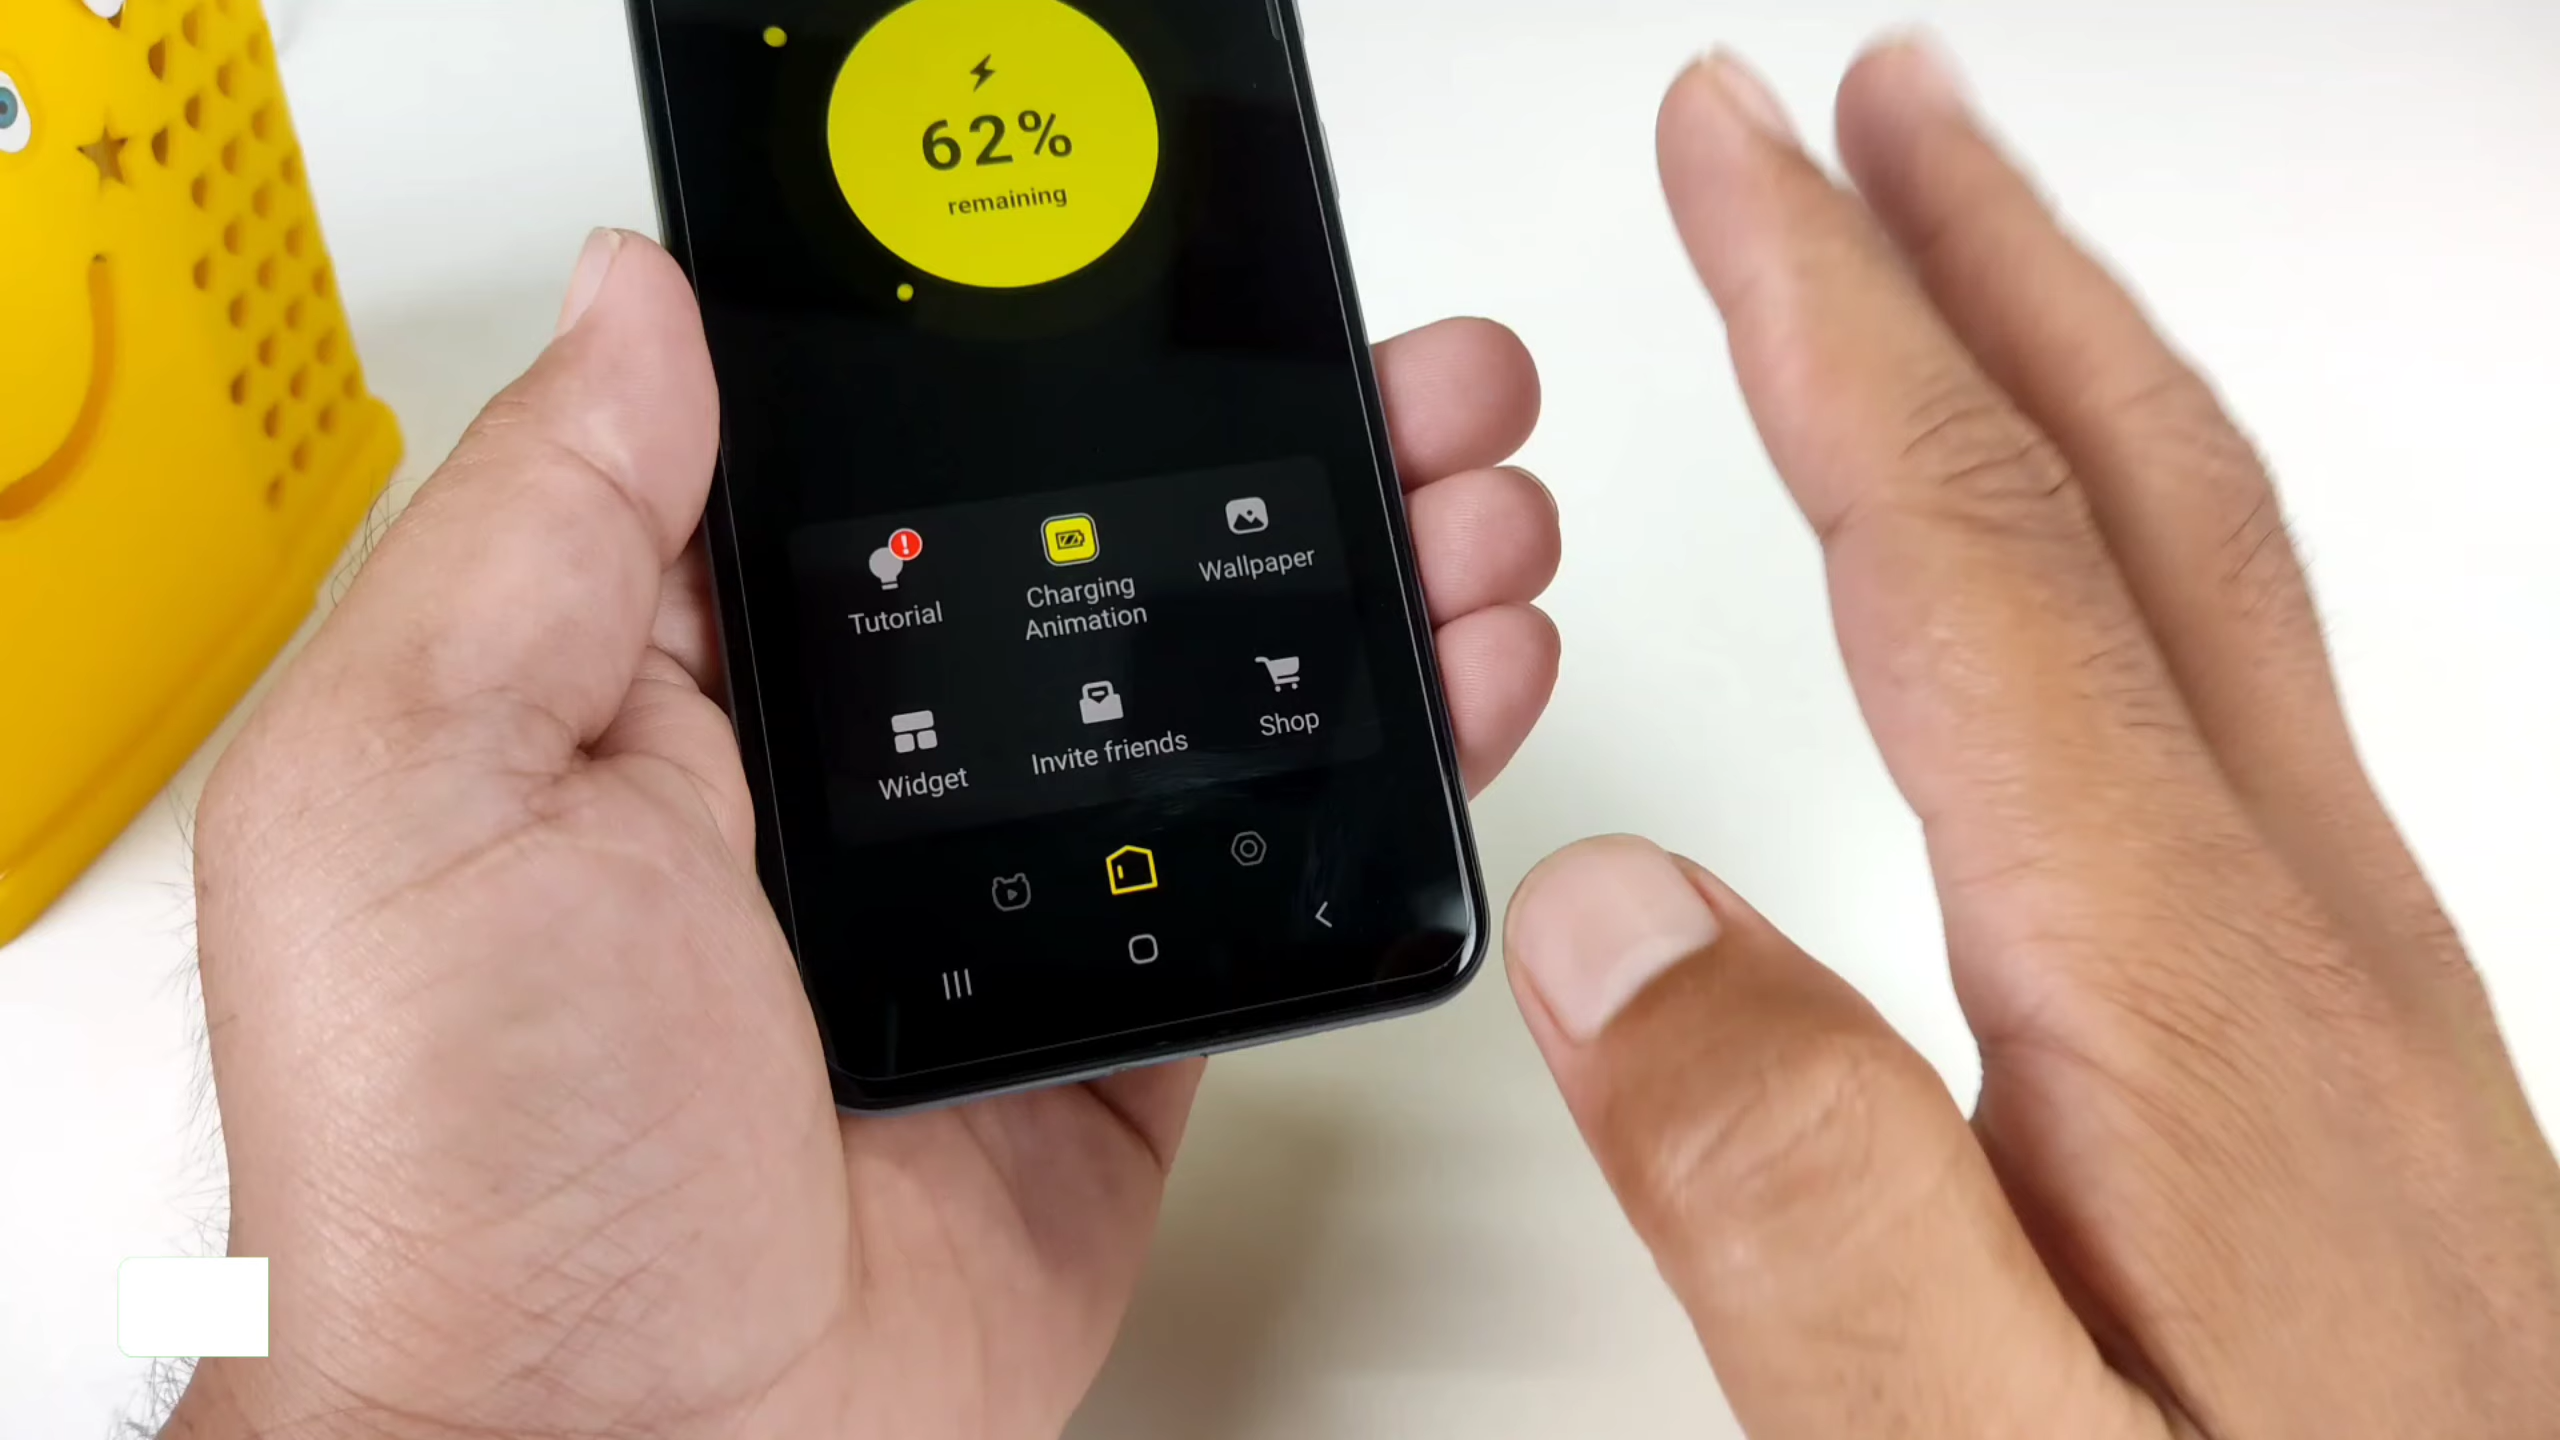 62%
remaining
Tutorial
Charging
Animation
Wallpaper
Widget
Invite friends
Shop